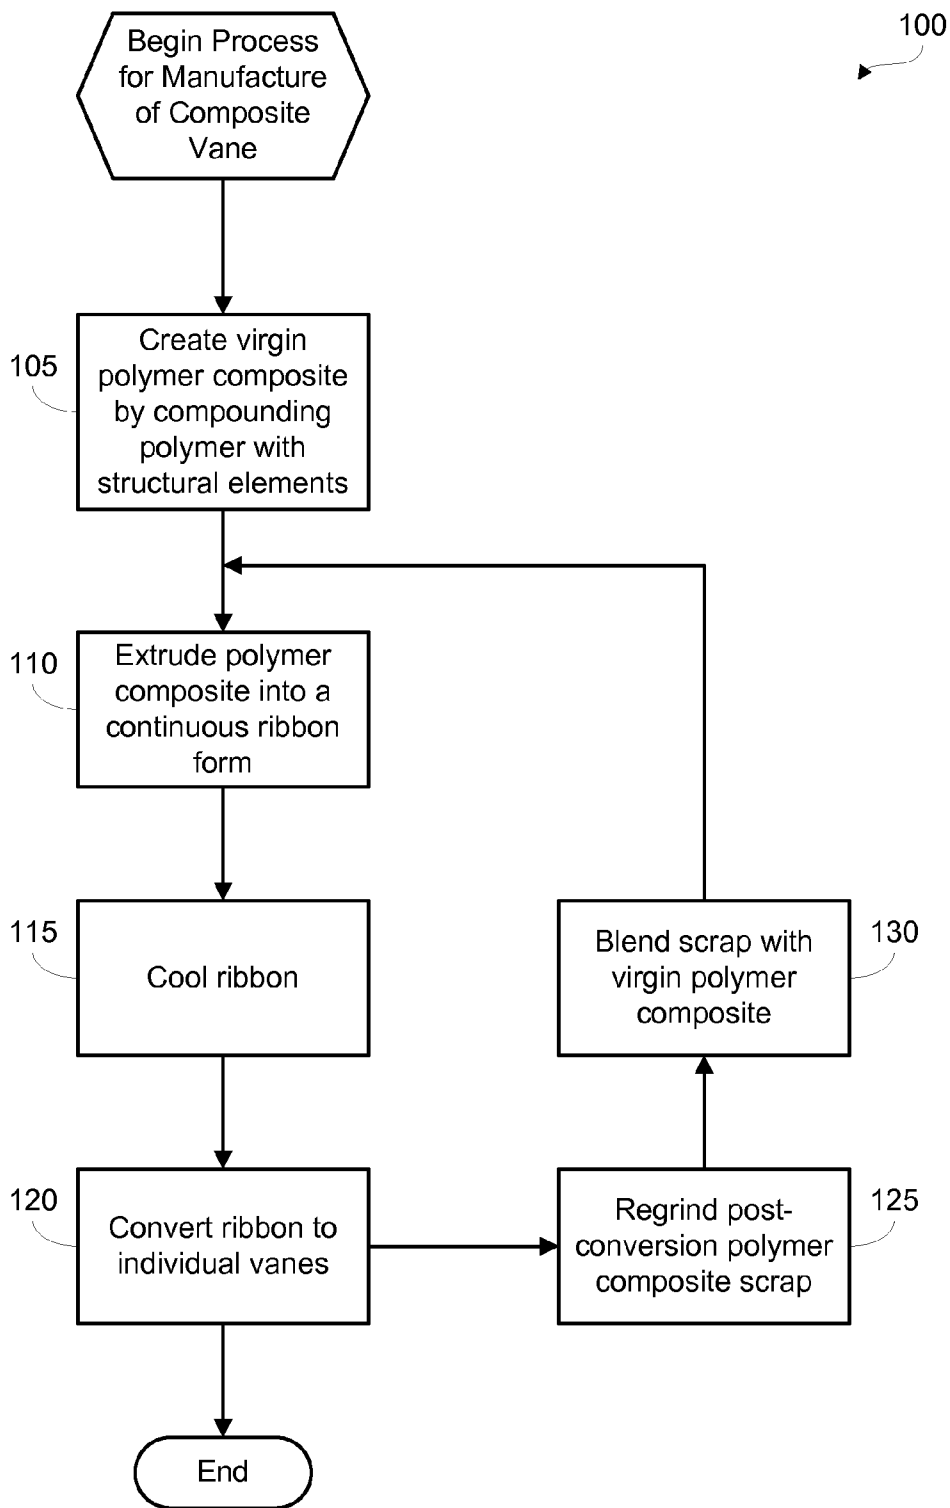 100
Begin Process
for Manufacture
of Composite
Vane
105
Create virgin
polymer composite
by compounding
polymer with
structural elements
110
Extrude polymer
composite into a
continuous ribbon
form
115
Cool ribbon
120
Convert ribbon to
individual vanes
125
Regrind post-
conversion polymer
composite scrap
130
Blend scrap with
virgin polymer
composite
End